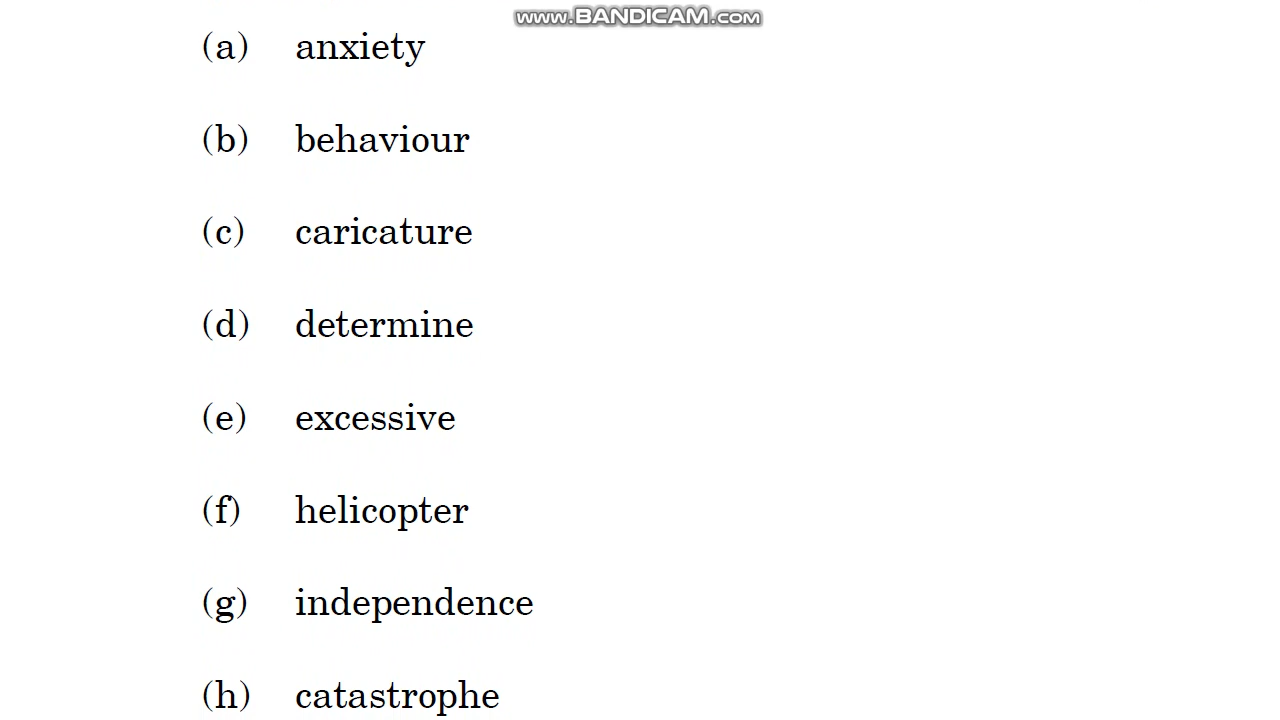 www.BANDICAM.com
(a) anxiety
(b) behaviour
(c) caricature
(d) determine
(e) excessive
(f) helicopter
(g) independence
(h) catastrophe